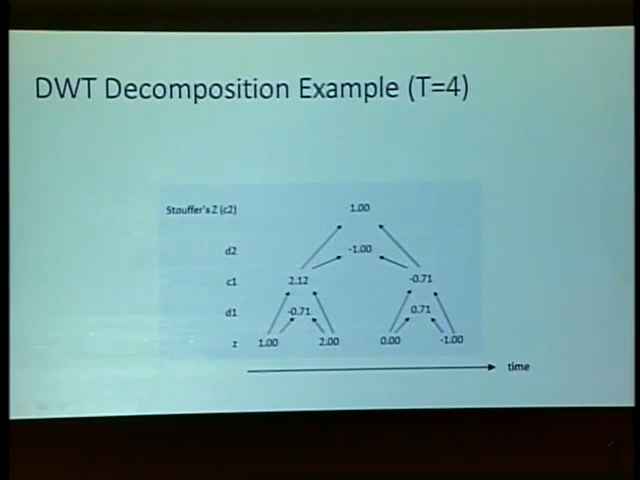 DWT Decomposition Example (T=4)
Stouffer's Z (c2) 1.00
d2 -1.00
c1 2.12 -0.71
d1 -0.71 0.71
z 1.00 2.00 0.00 -1.00
time